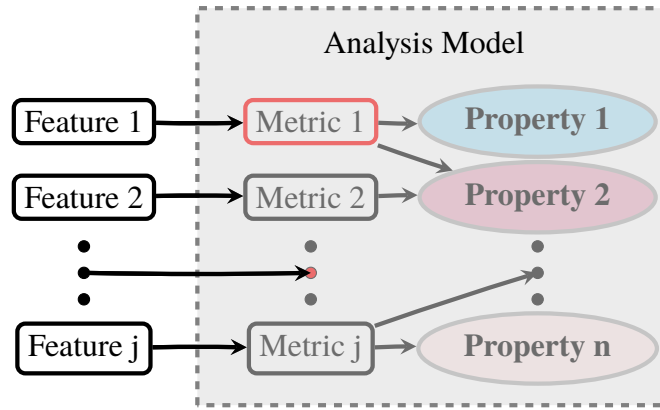 Analysis Model
Feature 1 Metric 1 Property 1
Feature 2 Metric 2 Property 2
Feature j Metric j Property n